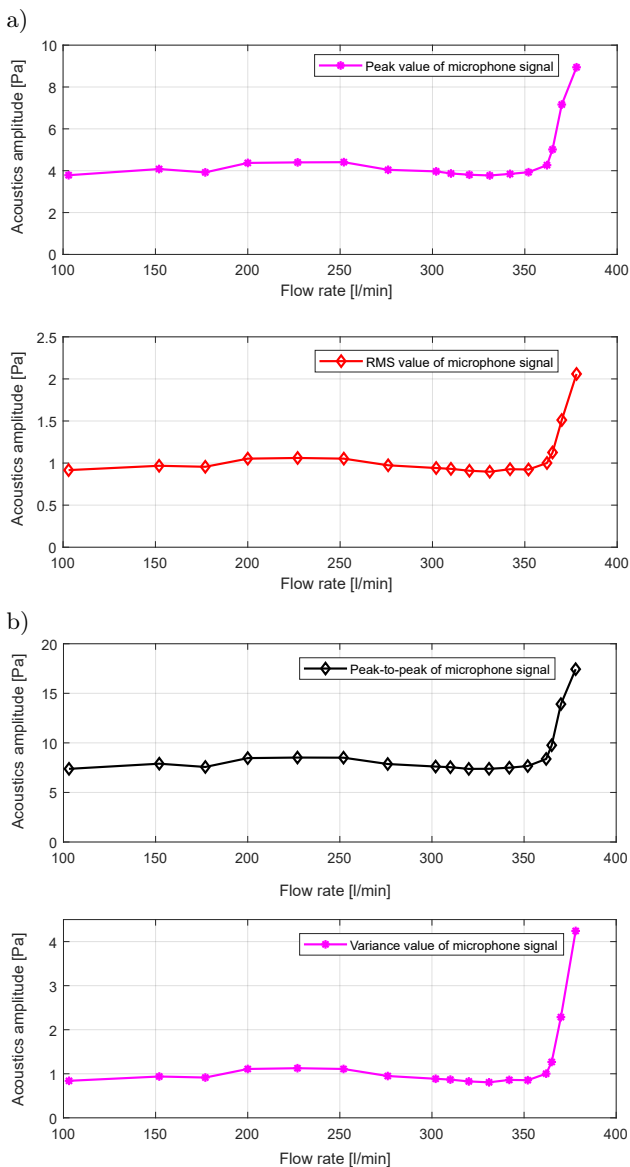 a)
Peak value of microphone signal
Acoustics amplitude [Pa]
10
8
6
4
2
0
100 150 200 250 300 350 400
Flow rate [l/min]
RMS value of microphone signal
Acoustics amplitude [Pa]
2.5
2
1.5
1
0.5
0
100 150 200 250 300 350 400
Flow rate [l/min]
b)
Peak-to-peak of microphone signal
Acoustics amplitude [Pa]
20
15
10
5
0
100 150 200 250 300 350 400
Flow rate [l/min]
Variance value of microphone signal
Acoustics amplitude [Pa]
4
3
2
1
0
100 150 200 250 300 350 400
Flow rate [l/min]